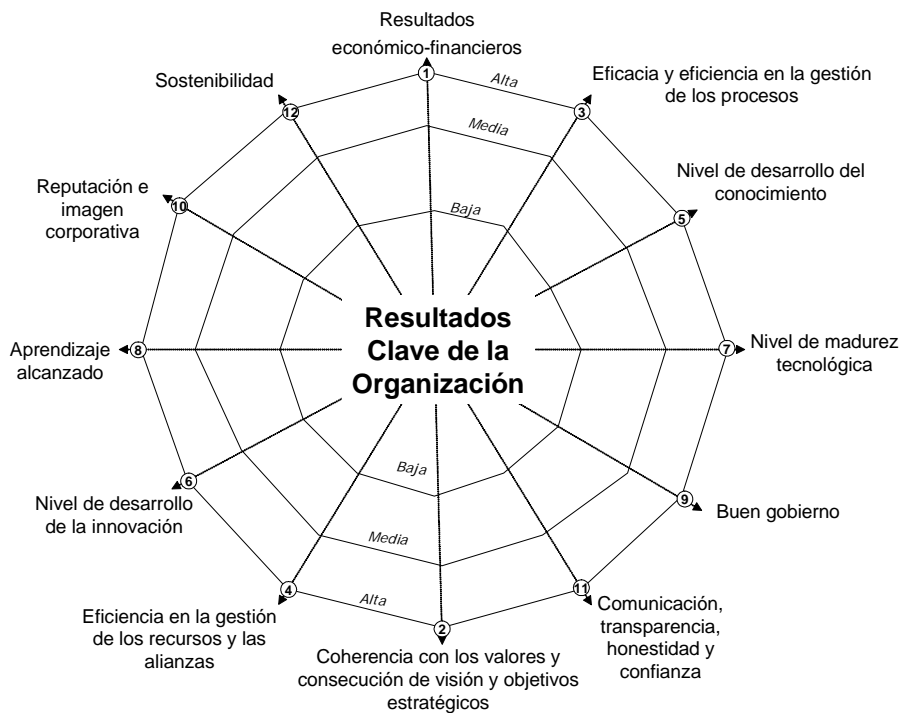 Resultados
económico-financieros
1
Alta
Sostenibilidad
12
3
Eficacia y eficiencia en la gestión
de los procesos
Media
Nivel de desarrollo del
conocimiento
5
Reputación e
imagen
corporativa
10
Baja
Resultados
Clave de la
Organización
Aprendizaje
alcanzado
8
7
Nivel de madurez
tecnológica
Baja
6
Nivel de desarrollo
de la innovación
9
Buen gobierno
Media
4
Alta
11
Eficiencia en la gestión
de los recursos y las
alianzas
2
Coherencia con los valores y
consecución de visión y objetivos
estratégicos
Comunicación,
transparencia,
honestidad y
confianza